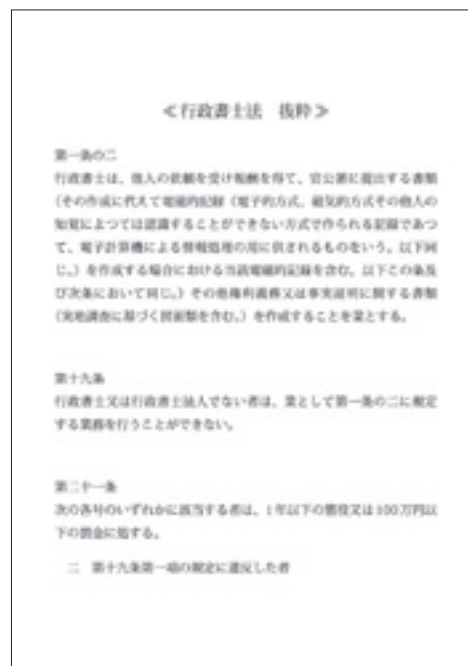 ≪行政書士法　抜粋≫
第一条の二
行政書士は、他人の依頼を受け報酬を得て、官公署に提出する書類
（その作成に代えて電磁的記録（電子的方式、磁気的方式その他人の
知覚によつては認識することができない方式で作られる記録であつ
て、電子計算機による情報処理の用に供されるものをいう。以下同
じ。）を作成する場合における当該電磁的記録を含む。以下この条及
び次条において同じ。）その他権利義務又は事実証明に関する書類
（実地調査に基づく図面類を含む。）を作成することを業とする。
第十九条
行政書士又は行政書士法人でない者は、業として第一条の二に規定
する業務を行うことができない。
第二十一条
次の各号のいずれかに該当する者は、1年以下の懲役又は100万円以
下の罰金に処する。
二　第十九条第一項の規定に違反した者